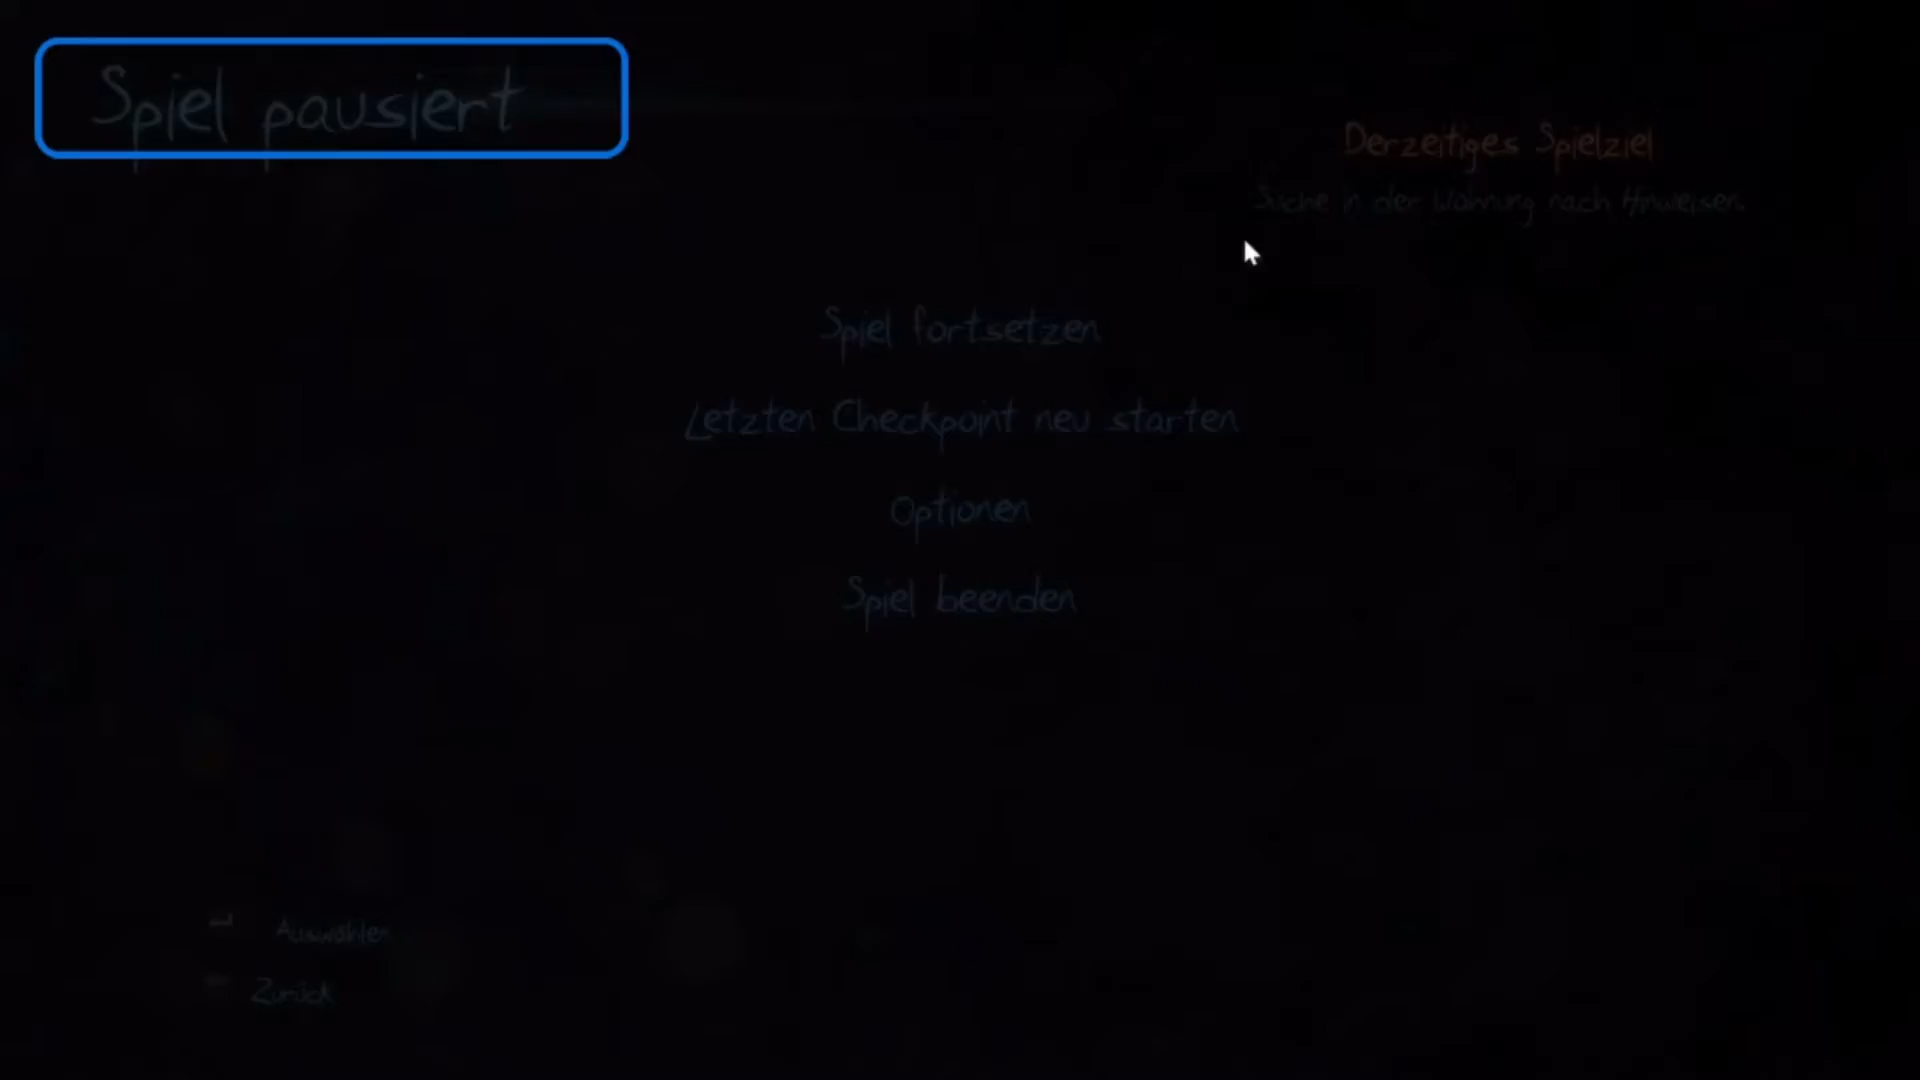 Spiel pausiert
Derzeitiges Spielziel
Suche in der Wohnung nach Hinweisen.
Spiel fortsetzen
Letzten Checkpoint neu starten
Optionen
Spiel beenden
Auswählen
Zurück